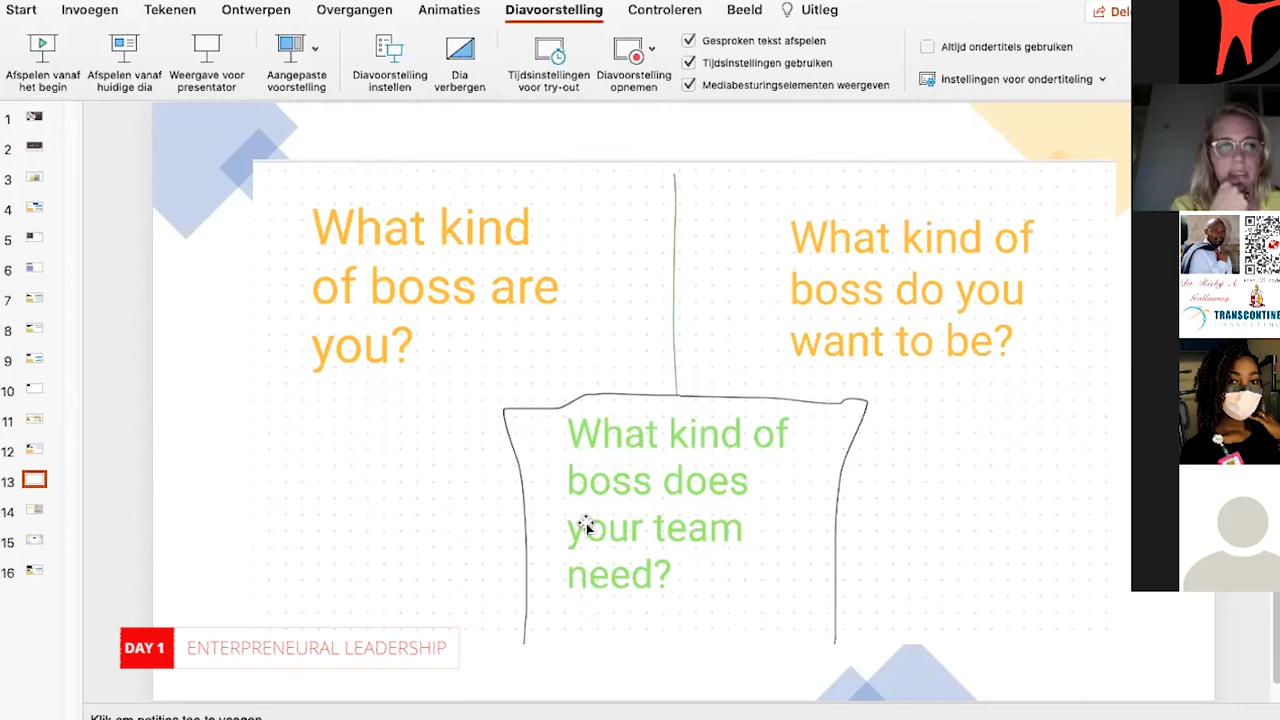 Start Invoegen Tekenen Ontwerpen Overgangen Animaties Diavoorstelling Controleren Beeld Uitleg
Afspelen vanaf
het begin
Afspelen vanaf
huidige dia
Weergave voor
presentator
Aangepaste
voorstelling
Diavoorstelling
instellen
Dia
verbergen
Tijdsinstellingen
voor try-out
Diavoorstelling
opnemen
Gesproken tekst afspelen
Tijdsinstellingen gebruiken
Mediabesturingselementen weergeven
Altijd ondertitels gebruiken
Instellingen voor ondertiteling
1
2
3
4
5
6
7
8
9
10
11
12
13
14
15
16
What kind
of boss are
you?
What kind of
boss do you
want to be?
What kind of
boss does
your team
need?
DAY 1 ENTERPRENEURAL LEADERSHIP
Dr Ricky A
Gallaway
TRANSCONTINE